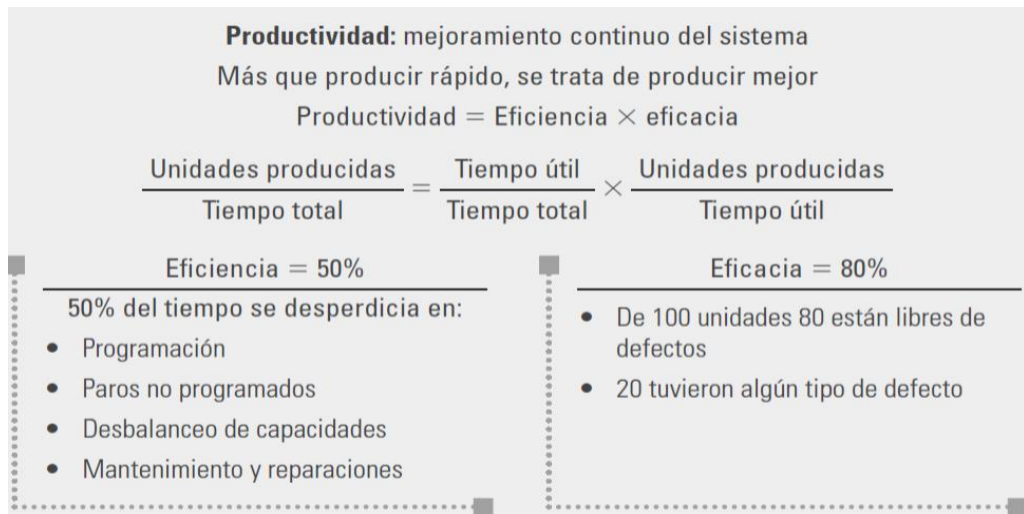 Productividad: mejoramiento continuo del sistema
Más que producir rápido, se trata de producir mejor
Productividad = Eficiencia × eficacia
Unidades producidas / Tiempo total = Tiempo útil / Tiempo total × Unidades producidas / Tiempo útil
Eficiencia = 50%
50% del tiempo se desperdicia en:
• Programación
• Paros no programados
• Desbalanceo de capacidades
• Mantenimiento y reparaciones
Eficacia = 80%
• De 100 unidades 80 están libres de
defectos
• 20 tuvieron algún tipo de defecto